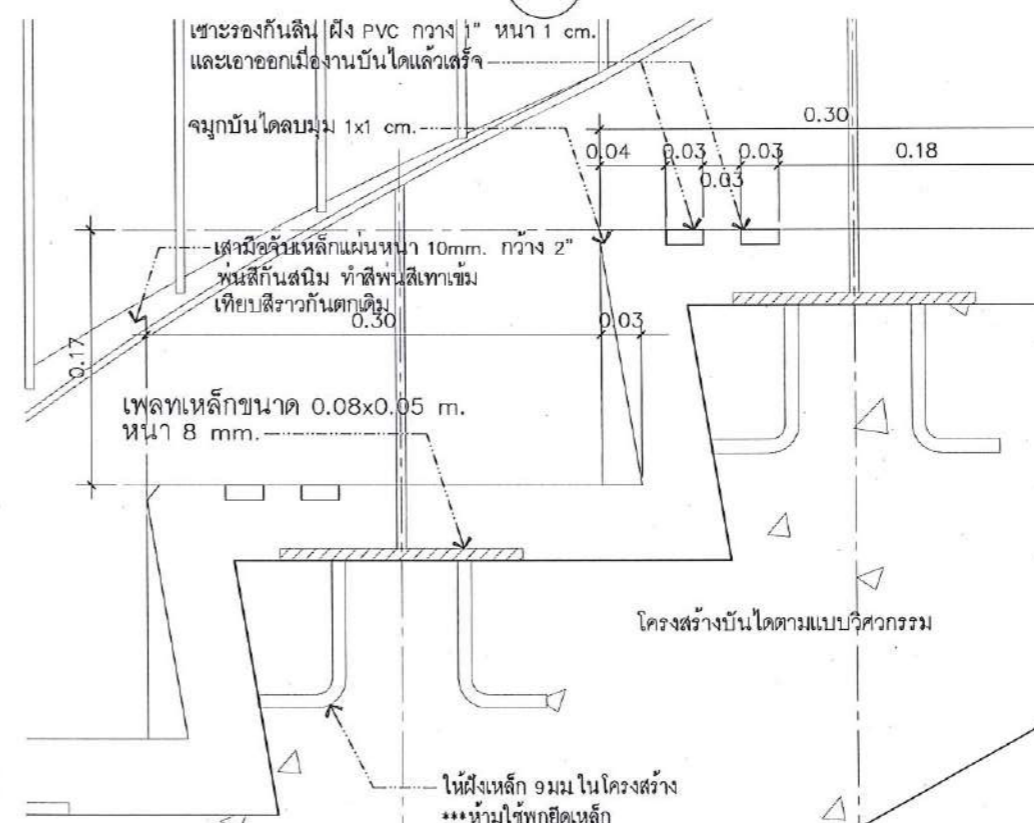 เซาะร่องกันลื่น ฝัง PVC กว้าง 1" หนา 1 cm.
และเอาออกเมื่องานบันไดแล้วเสร็จ
จมูกบันไดลบมุม 1x1 cm.
0.30
0.04 0.03 0.03 0.18
0.03
เสามือจับเหล็กแผ่นหนา 10mm. กว้าง 2"
พ่นสีกันสนิม ทำสีพ่นสีเทาเข้ม
เทียบสีราวกันตกเดิม
0.30 0.03
0.17
เพลทเหล็กขนาด 0.08x0.05 m.
หนา 8 mm.
โครงสร้างบันไดตามแบบวิศวกรรม
ให้ฝังเหล็ก 9มม.ในโครงสร้าง
***ห้ามใช้พุกยึดเหล็ก